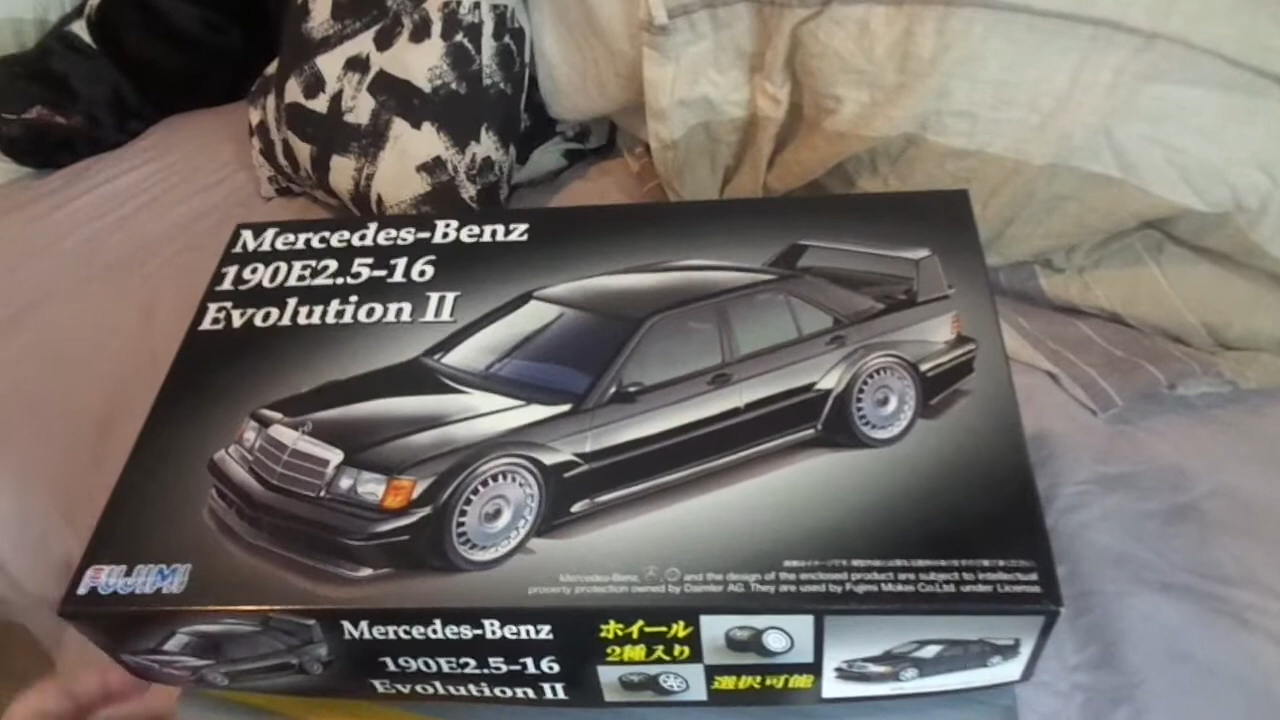 Mercedes-Benz
190E2.5-16
Evolution II
FUJIMI
Mercedes-Benz, and the design of the enclosed product are subject to intellectual
property protection owned by Daimler AG. They are used by Fujimi Mokei Co.Ltd. under License.
Mercedes-Benz
190E2.5-16
Evolution II
ホイール
2種入り
選択可能